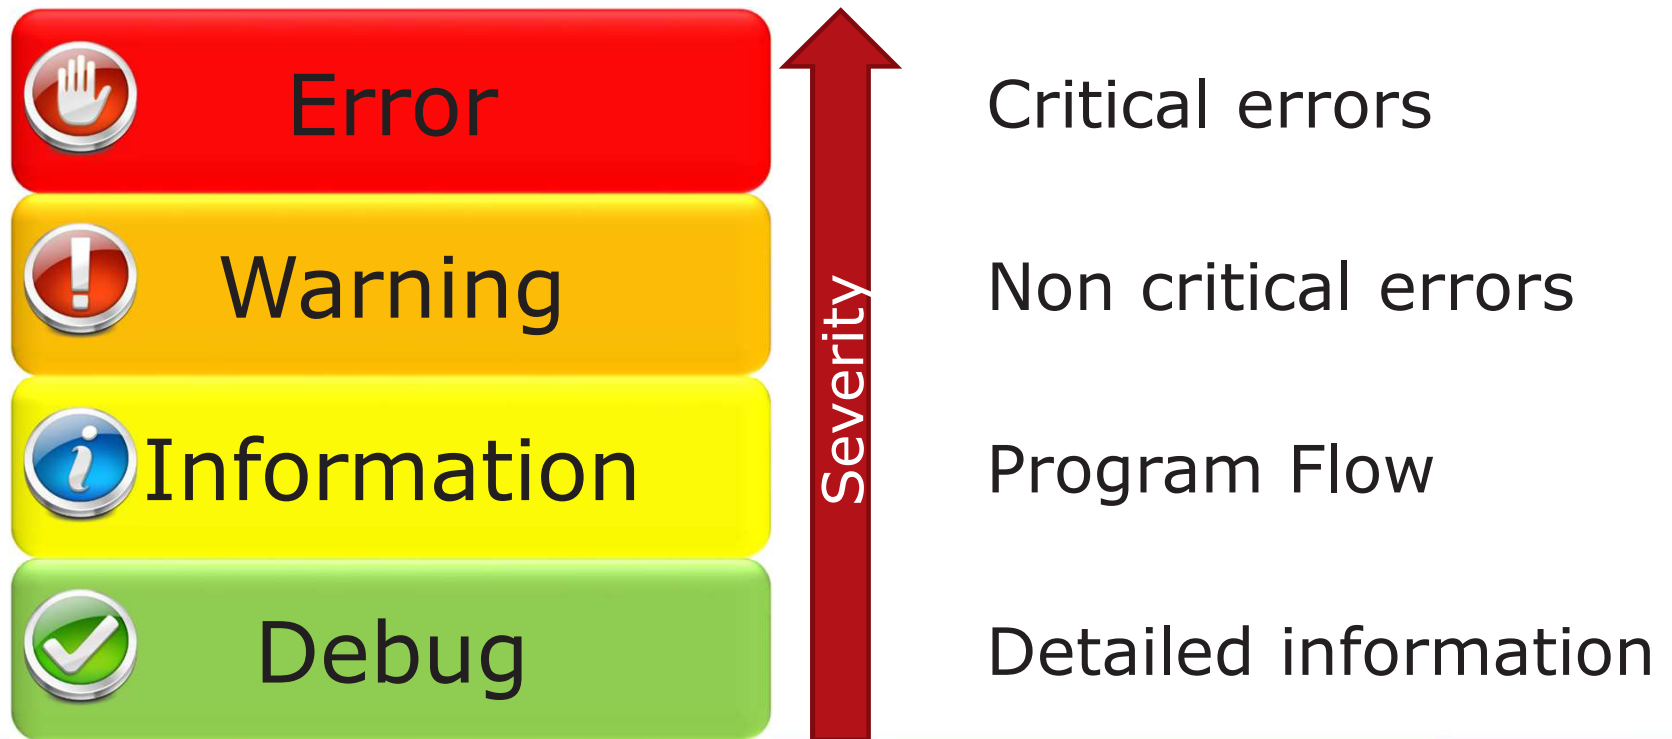 Error
Critical errors
Warning
Non critical errors
Severity
Information
Program Flow
Debug
Detailed information